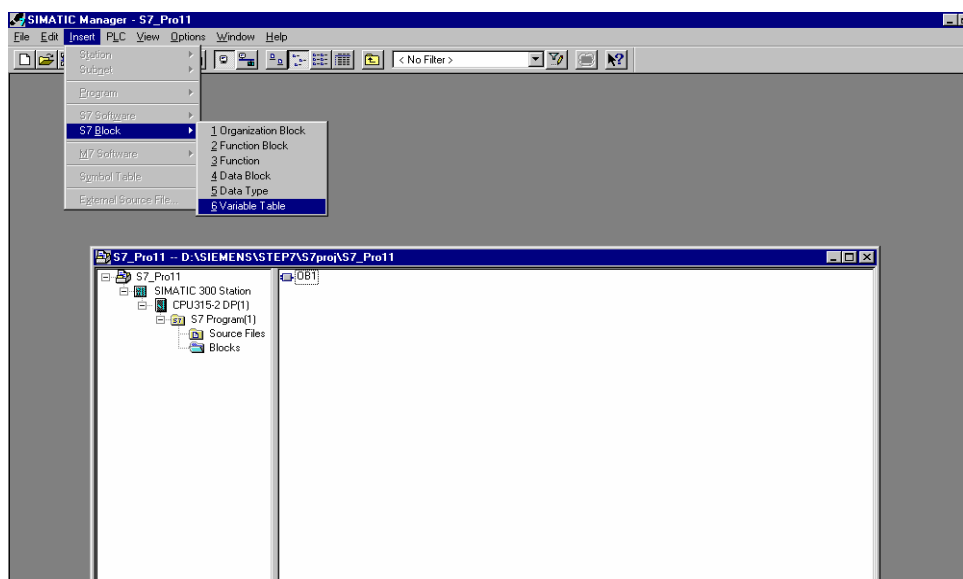 SIMATIC Manager - S7_Pro11
File Edit Insert PLC View Options Window Help
< No Filter >
Station
Subnet
Program
S7 Software
S7 Block
M7 Software
Symbol Table
External Source File...
1 Organization Block
2 Function Block
3 Function
4 Data Block
5 Data Type
6 Variable Table
S7_Pro11 -- D:\SIEMENS\STEP7\S7proj\S7_Pro11
S7_Pro11
SIMATIC 300 Station
CPU315-2 DP(1)
S7 Program(1)
Source Files
Blocks
OB1